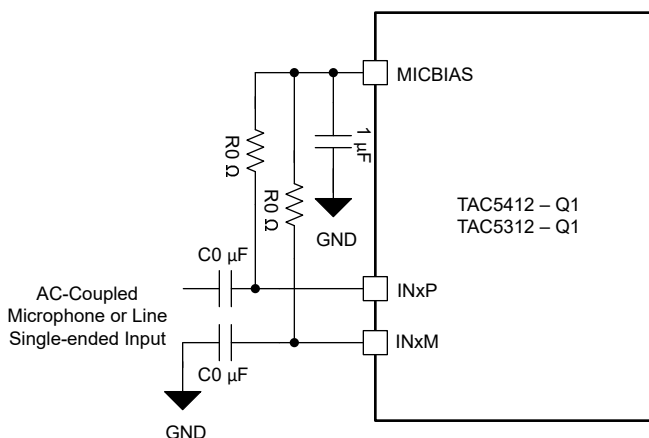 MICBIAS
R0 Ω
R0 Ω
1 µF
GND
TAC5412 – Q1
TAC5312 – Q1
C0 µF
INxP
AC-Coupled
Microphone or Line
Single-ended Input
INxM
C0 µF
GND